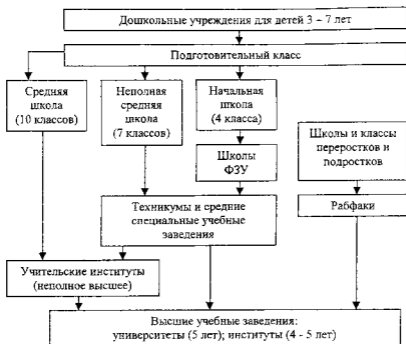 Дошкольные учреждения для детей 3 – 7 лет
Подготовительный класс
Средняя
школа
(10 классов)
Неполная
средняя
школа
(7 классов)
Начальная
школа
(4 класса)
Школы и классы
переростков и
подростков
Школы
ФЗУ
Техникумы и средние
специальные учебные
заведения
Рабфаки
Учительские институты
(неполное высшее)
Высшие учебные заведения:
университеты (5 лет); институты (4 - 5 лет)